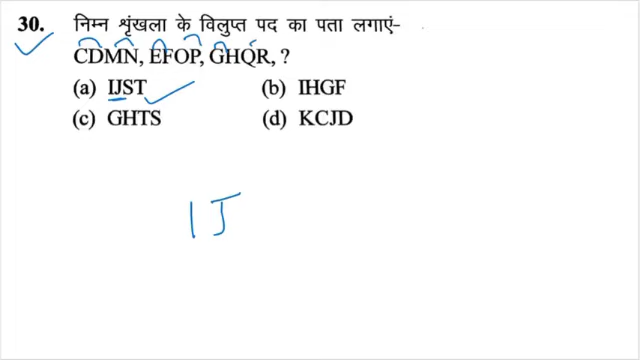 30. निम्न शृंखला के विलुप्त पद का पता लगाएं-
CDMN, EFOP, GHQR, ?
(a) IJST (b) IHGF
(c) GHTS (d) KCJD
IJ